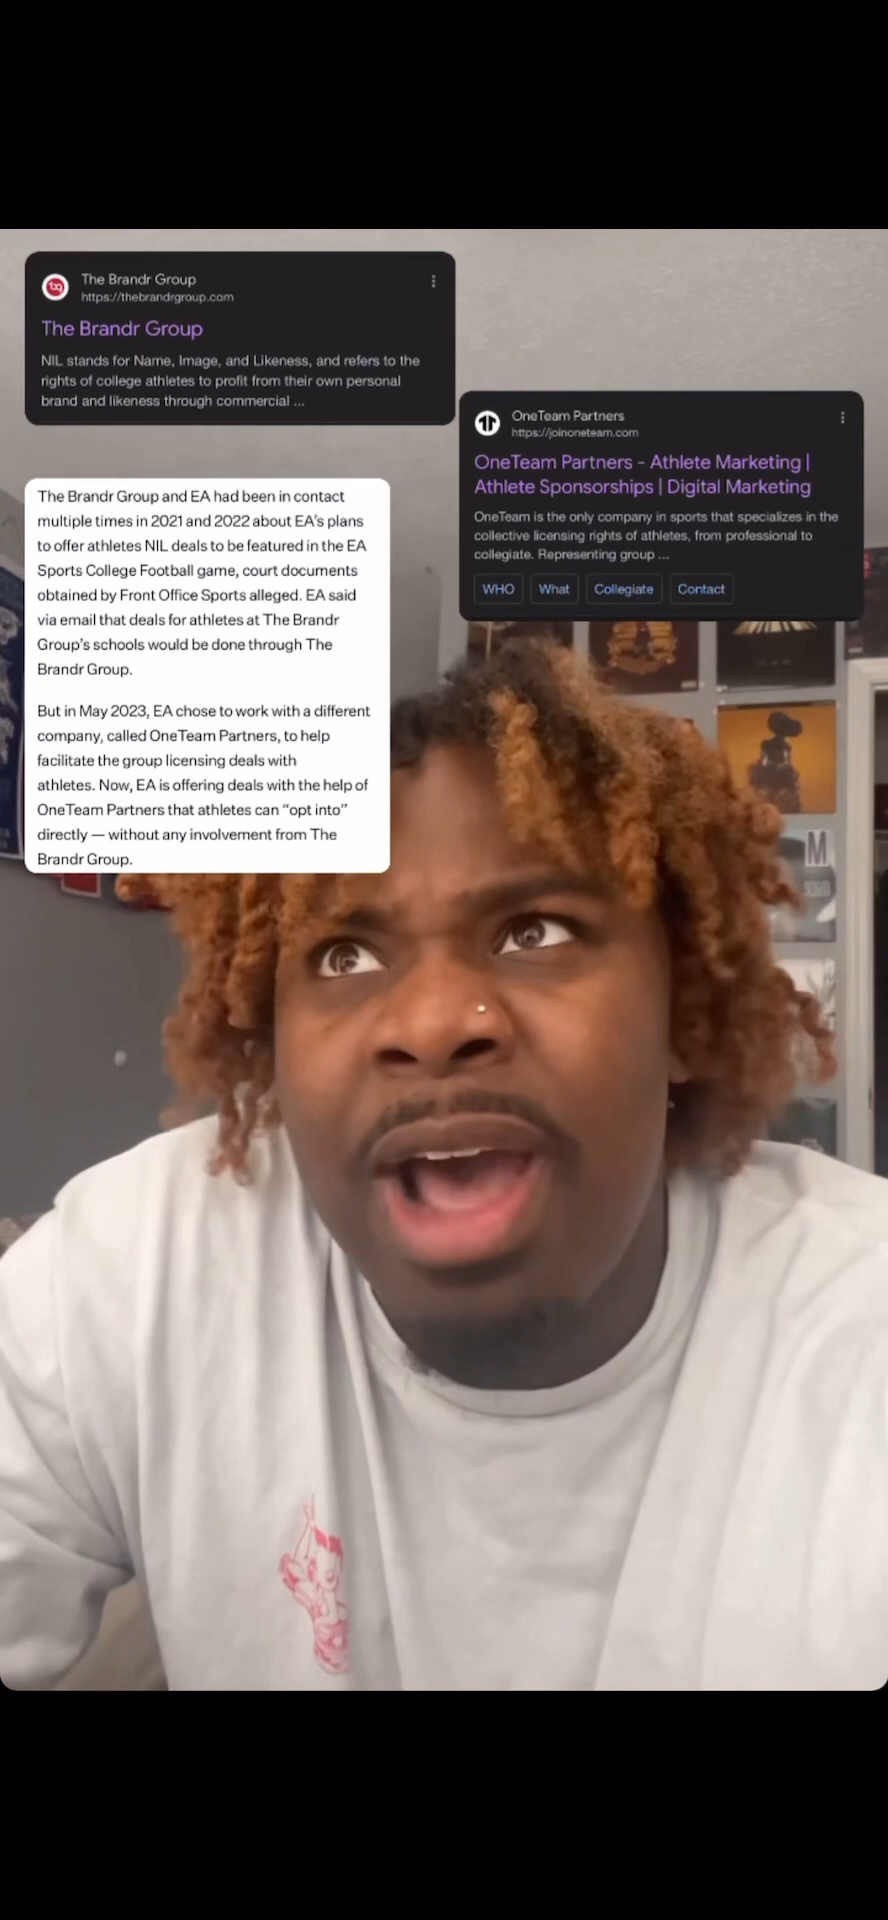 The Brandr Group
https://thebrandrgroup.com
The Brandr Group
NIL stands for Name, Image, and Likeness, and refers to the
rights of college athletes to profit from their own personal
brand and likeness through commercial ...
OneTeam Partners
https://joinoneteam.com
OneTeam Partners - Athlete Marketing |
Athlete Sponsorships | Digital Marketing
OneTeam is the only company in sports that specializes in the
collective licensing rights of athletes, from professional to
collegiate. Representing group ...
WHO What Collegiate Contact
The Brandr Group and EA had been in contact
multiple times in 2021 and 2022 about EA’s plans
to offer athletes NIL deals to be featured in the EA
Sports College Football game, court documents
obtained by Front Office Sports alleged. EA said
via email that deals for athletes at The Brandr
Group’s schools would be done through The
Brandr Group.
But in May 2023, EA chose to work with a different
company, called OneTeam Partners, to help
facilitate the group licensing deals with
athletes. Now, EA is offering deals with the help of
OneTeam Partners that athletes can “opt into”
directly — without any involvement from The
Brandr Group.
M